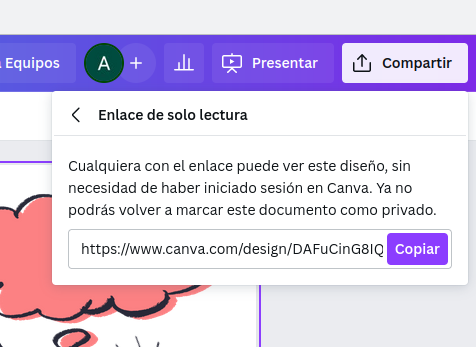 Equipos
A
+
Presentar
Compartir
Enlace de solo lectura
Cualquiera con el enlace puede ver este diseño, sin
necesidad de haber iniciado sesión en Canva. Ya no
podrás volver a marcar este documento como privado.
https://www.canva.com/design/DAFuCinG8IQ
Copiar